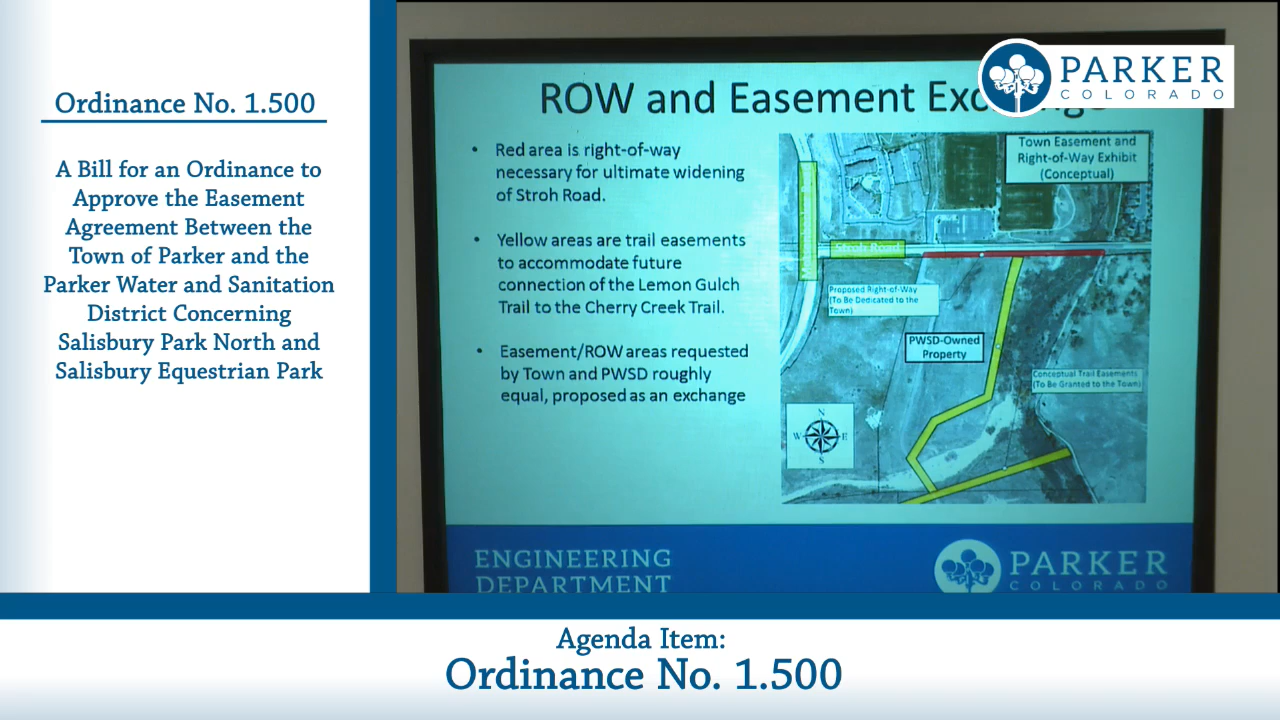 Ordinance No. 1.500
A Bill for an Ordinance to
Approve the Easement
Agreement Between the
Town of Parker and the
Parker Water and Sanitation
District Concerning
Salisbury Park North and
Salisbury Equestrian Park
PARKER
COLORADO
ROW and Easement
• Red area is right-of-way
necessary for ultimate widening
of Stroh Road.
• Yellow areas are trail easements
to accommodate future
connection of the Lemon Gulch
Trail to the Cherry Creek Trail.
• Easement/ROW areas requested
by Town and PWSD roughly
equal, proposed as an exchange
Town Easement and
Right-of-Way Exhibit
(Conceptual)
Stroh Road
Proposed Right-of-Way
(To Be Dedicated to the
Town)
PWSD-Owned
Property
Conceptual Trail Easements
(To Be Granted to the Town)
N
W E
S
ENGINEERING
DEPARTMENT
PARKER
COLORADO
Agenda Item:
Ordinance No. 1.500